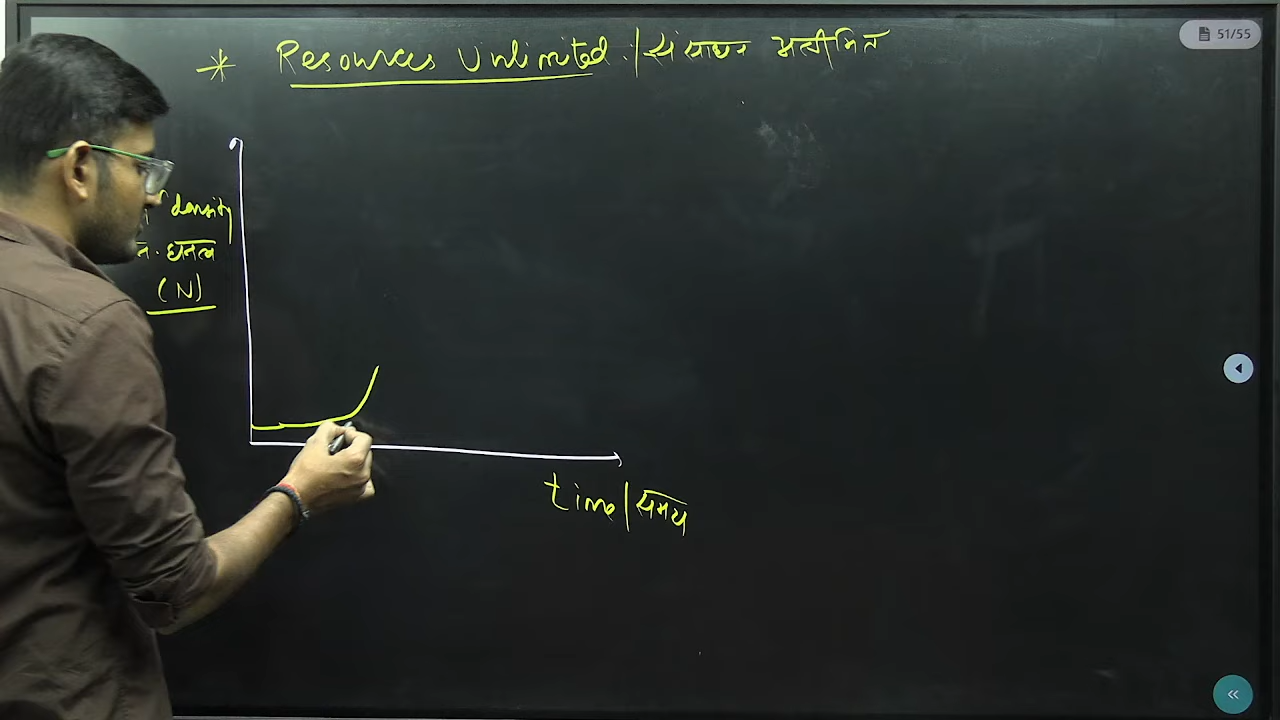 * Resources Unlimited. / संसाधन असीमित
51/55
density
घनत्व
(N)
time / समय